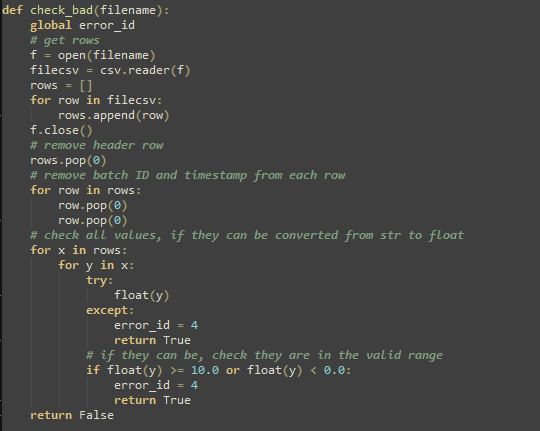 def check_bad(filename):
    global error_id
    # get rows
    f = open(filename)
    filecsv = csv.reader(f)
    rows = []
    for row in filecsv:
        rows.append(row)
    f.close()
    # remove header row
    rows.pop(0)
    # remove batch ID and timestamp from each row
    for row in rows:
        row.pop(0)
        row.pop(0)
    # check all values, if they can be converted from str to float
    for x in rows:
        for y in x:
            try:
                float(y)
            except:
                error_id = 4
                return True
            # if they can be, check they are in the valid range
            if float(y) >= 10.0 or float(y) < 0.0:
                error_id = 4
                return True
    return False